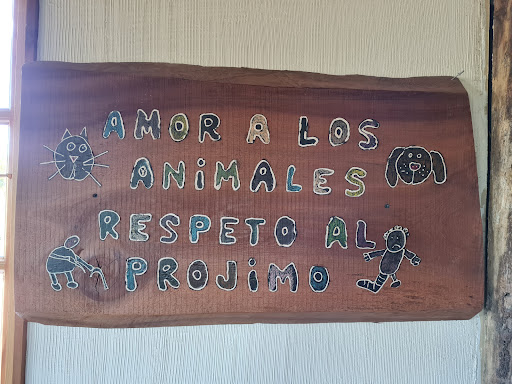 AMOR A LOS
ANiMALES
RESPETO AL
PROJiMO